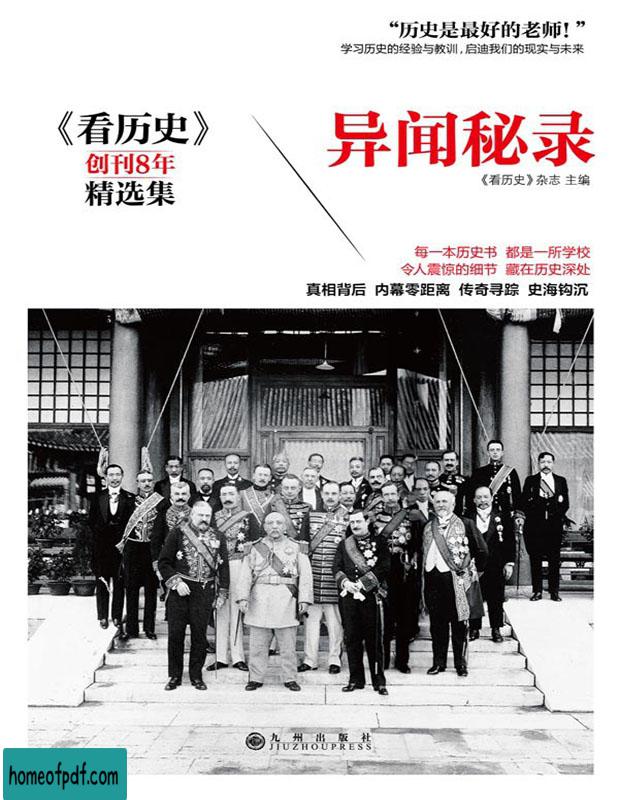 “历史是最好的老师！”
学习历史的经验与教训，启迪我们的现实与未来
《看历史》
创刊8年
精选集
异闻秘录
《看历史》杂志 主编
每一本历史书 都是一所学校
令人震惊的细节 藏在历史深处
真相背后 内幕零距离 传奇寻踪 史海钩沉
九州出版社
JIUZHOUPRESS
homeofpdf.com